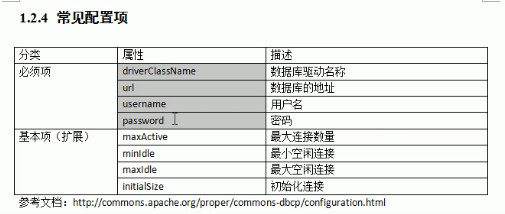 1.2.4 常见配置项
分类 属性 描述
必须项 driverClassName 数据库驱动名称
url 数据库的地址
username 用户名
password 密码
基本项（扩展） maxActive 最大连接数量
minIdle 最小空闲连接
maxIdle 最大空闲连接
initialSize 初始化连接
参考文档：http://commons.apache.org/proper/commons-dbcp/configuration.html